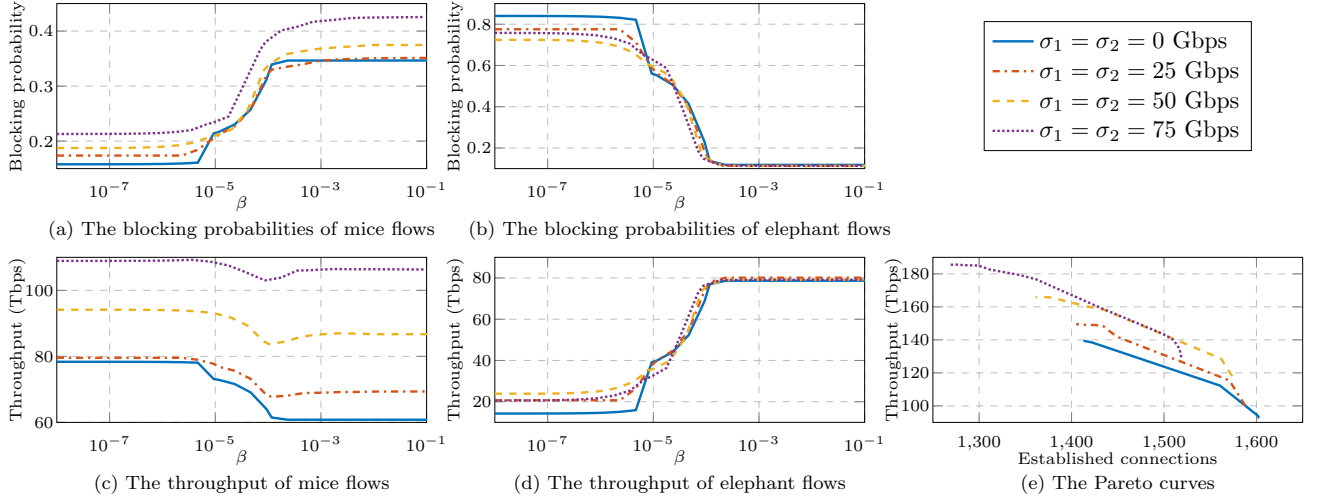 Blocking probability
0.4
0.3
0.2
10⁻⁷ 10⁻⁵ 10⁻³ 10⁻¹
β
(a) The blocking probabilities of mice flows
Blocking probability
0.8
0.6
0.4
0.2
10⁻⁷ 10⁻⁵ 10⁻³ 10⁻¹
β
(b) The blocking probabilities of elephant flows
σ₁ = σ₂ = 0 Gbps
σ₁ = σ₂ = 25 Gbps
σ₁ = σ₂ = 50 Gbps
σ₁ = σ₂ = 75 Gbps
Throughput (Tbps)
100
80
60
10⁻⁷ 10⁻⁵ 10⁻³ 10⁻¹
β
(c) The throughput of mice flows
Throughput (Tbps)
80
60
40
20
10⁻⁷ 10⁻⁵ 10⁻³ 10⁻¹
β
(d) The throughput of elephant flows
Throughput (Tbps)
180
160
140
120
100
1,300 1,400 1,500 1,600
Established connections
(e) The Pareto curves